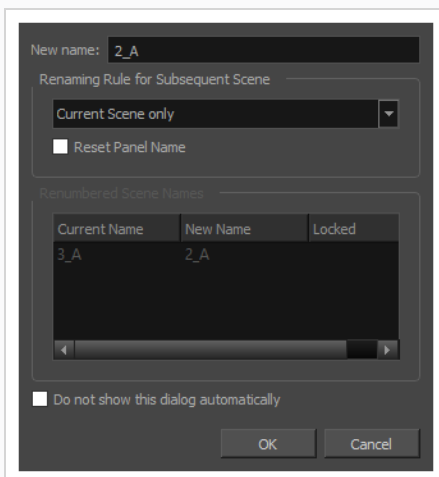 New name: 2_A
Renaming Rule for Subsequent Scene
Current Scene only
Reset Panel Name
Renumbered Scene Names
Current Name New Name Locked
3_A 2_A
Do not show this dialog automatically
OK Cancel